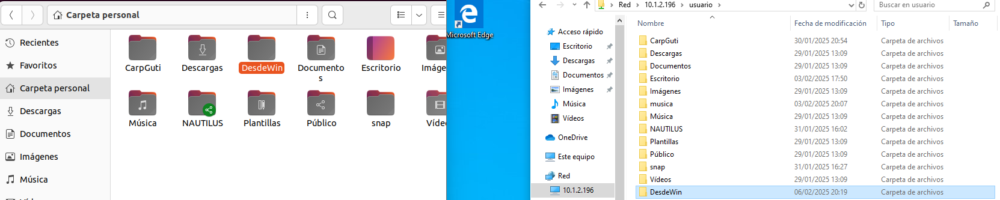 Carpeta personal
Recientes
Favoritos
Carpeta personal
Descargas
Documentos
Imágenes
Música
CarpGuti
Descargas
DesdeWin
Documento
s
Escritorio
Imáge
Música
NAUTILUS
Plantillas
Público
snap
Víde
Microsoft Edge
Red > 10.1.2.196 > usuario >
Buscar en usuario
Acceso rápido
Escritorio
Descargas
Documentos
Imágenes
Música
Vídeos
OneDrive
Este equipo
Red
10.1.2.196
Nombre Fecha de modificación Tipo Tamaño
CarpGuti 30/01/2025 20:54 Carpeta de archivos
Descargas 29/01/2025 13:09 Carpeta de archivos
Documentos 29/01/2025 13:09 Carpeta de archivos
Escritorio 03/02/2025 17:50 Carpeta de archivos
Imágenes 29/01/2025 13:09 Carpeta de archivos
musica 03/02/2025 20:07 Carpeta de archivos
Música 29/01/2025 13:09 Carpeta de archivos
NAUTILUS 31/01/2025 16:02 Carpeta de archivos
Plantillas 29/01/2025 13:09 Carpeta de archivos
Público 29/01/2025 13:09 Carpeta de archivos
snap 31/01/2025 16:27 Carpeta de archivos
Vídeos 29/01/2025 13:09 Carpeta de archivos
DesdeWin 06/02/2025 20:19 Carpeta de archivos